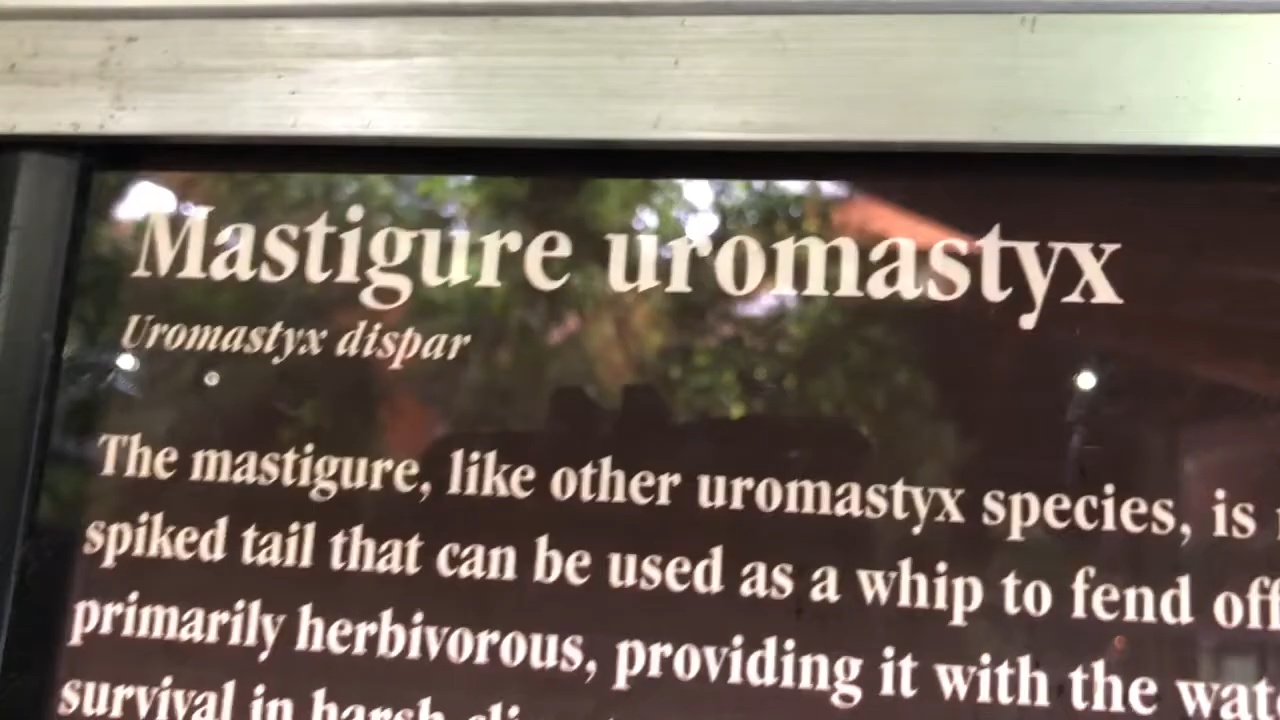 Mastigure uromastyx
Uromastyx dispar
The mastigure, like other uromastyx species, is
spiked tail that can be used as a whip to fend off
primarily herbivorous, providing it with the
survival in harsh